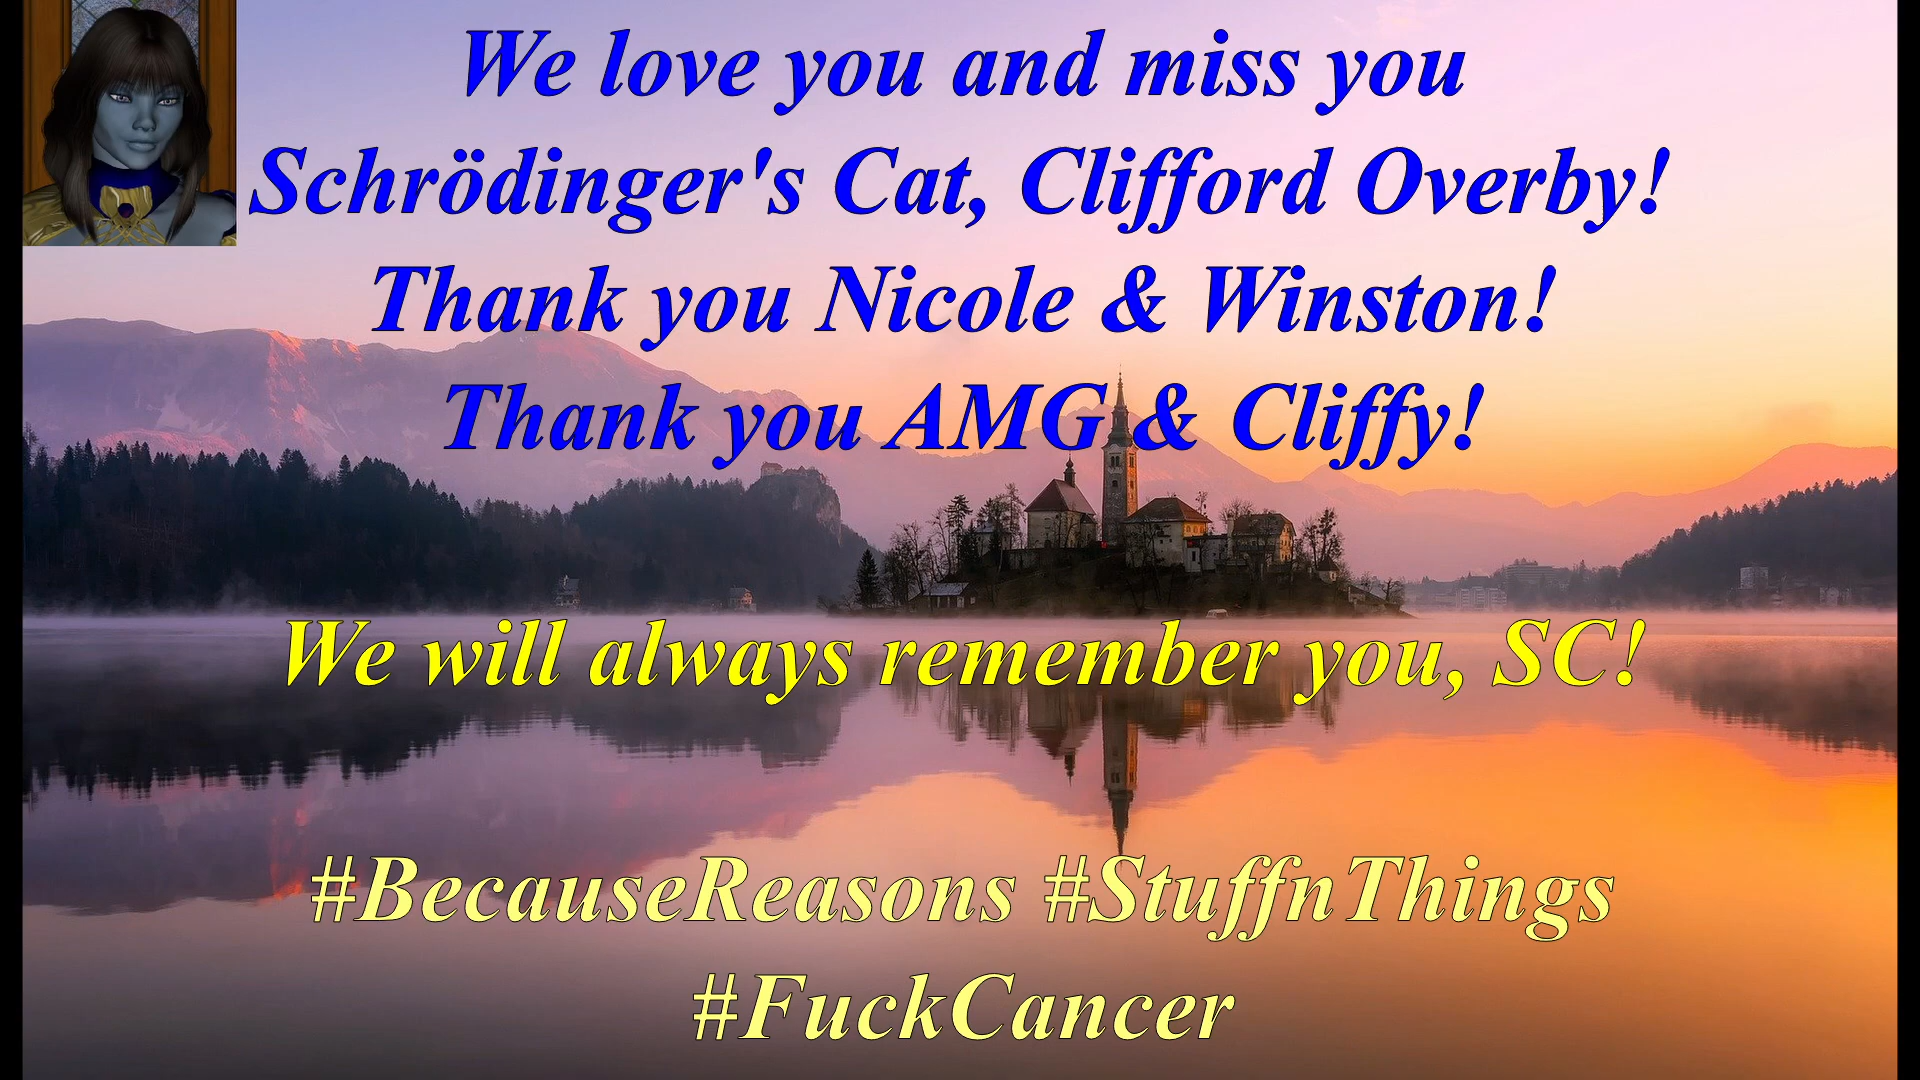 We love you and miss you
Schrödinger's Cat, Clifford Overby!
Thank you Nicole & Winston!
Thank you AMG & Cliffy!
We will always remember you, SC!
#BecauseReasons #StuffnThings
#FuckCancer